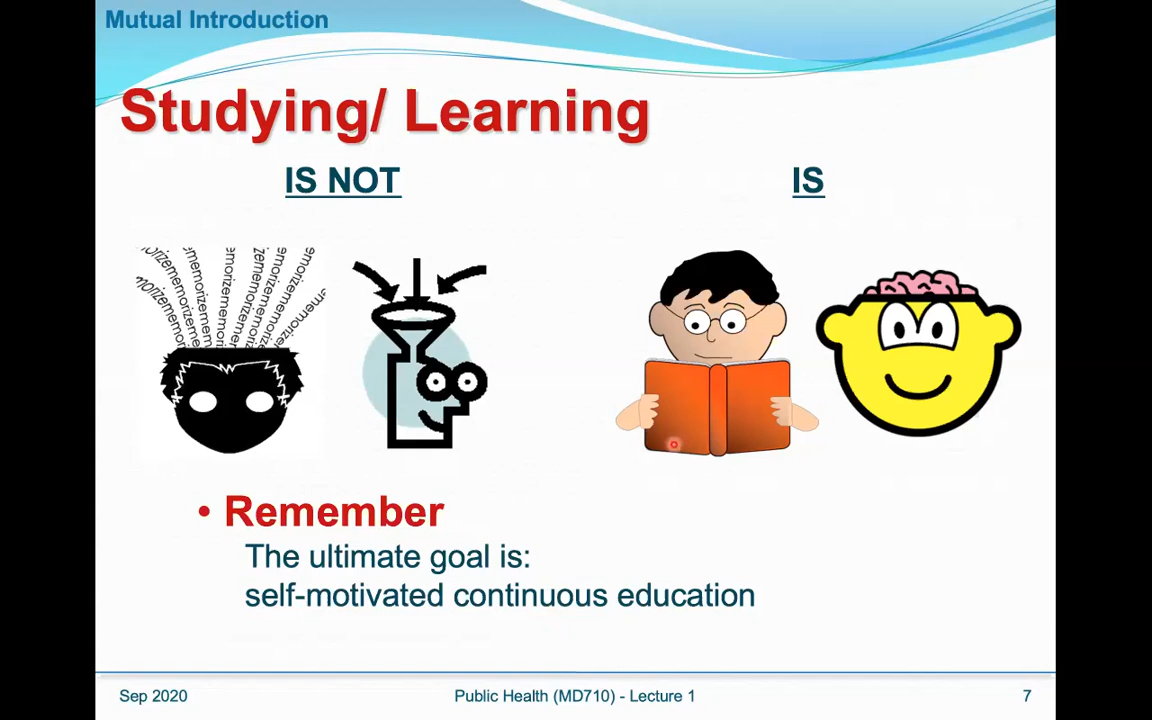 Mutual Introduction
Studying/ Learning
IS NOT
IS
• Remember
The ultimate goal is:
self-motivated continuous education
Sep 2020
Public Health (MD710) - Lecture 1
7